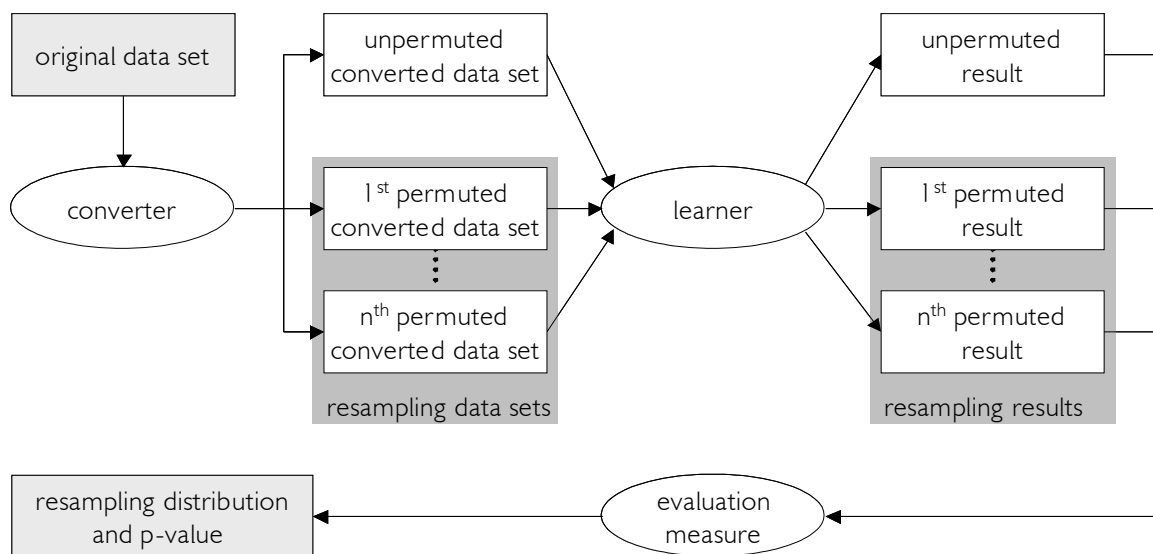 original data set
converter
unpermuted
converted data set
1st permuted
converted data set
nth permuted
converted data set
resampling data sets
learner
unpermuted
result
1st permuted
result
nth permuted
result
resampling results
evaluation
measure
resampling distribution
and p-value